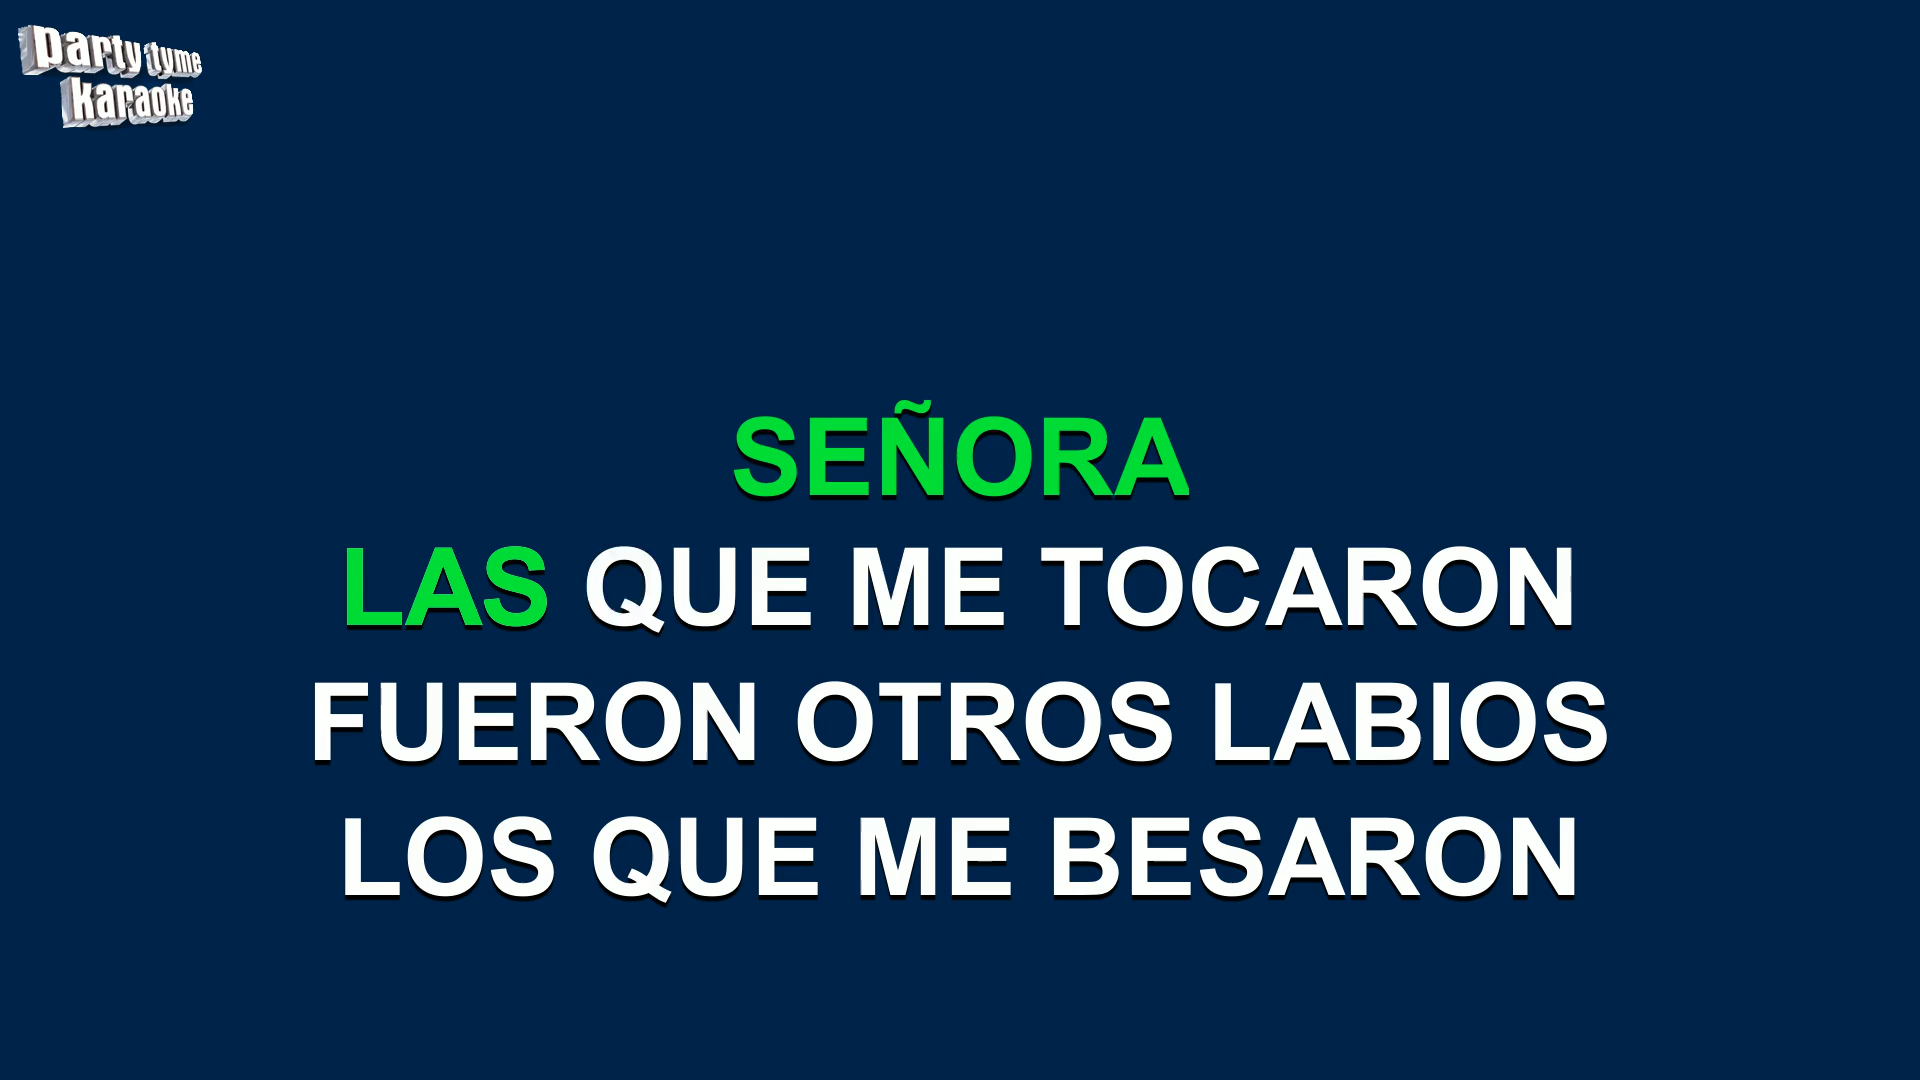 party tyme
karaoke
SEÑORA
LAS QUE ME TOCARON
FUERON OTROS LABIOS
LOS QUE ME BESARON